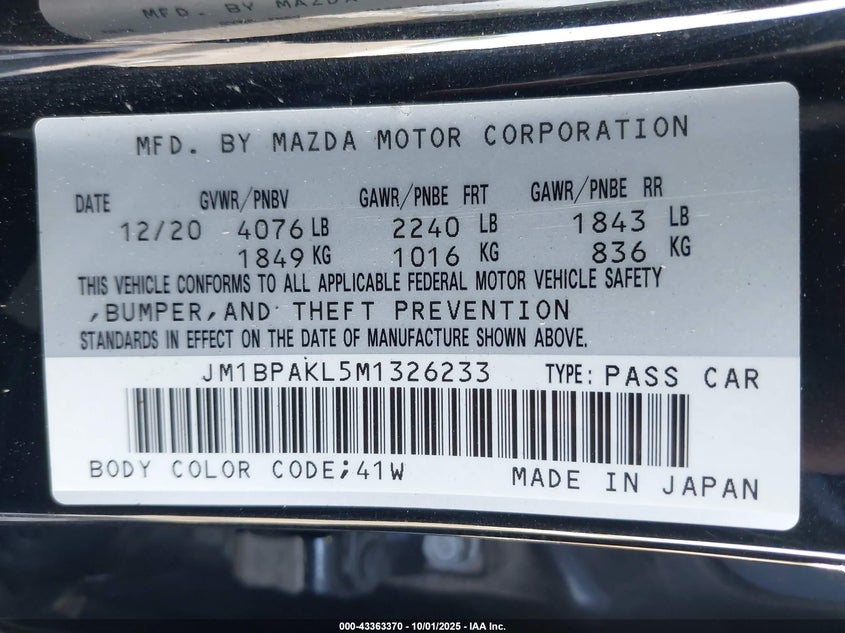 MFD. BY MAZDA
MFD. BY MAZDA MOTOR CORPORATION
DATE GVWR/PNBV GAWR/PNBE FRT GAWR/PNBE RR
12/20 4076 LB 2240 LB 1843 LB
1849 KG 1016 KG 836 KG
THIS VEHICLE CONFORMS TO ALL APPLICABLE FEDERAL MOTOR VEHICLE SAFETY
,BUMPER,AND THEFT PREVENTION
STANDARDS IN EFFECT ON THE DATE OF MANUFACTURE SHOWN ABOVE.
JM1BPAKL5M1326233 TYPE: PASS CAR
BODY COLOR CODE;41W MADE IN JAPAN
000-43363370 - 10/01/2025 - IAA Inc.